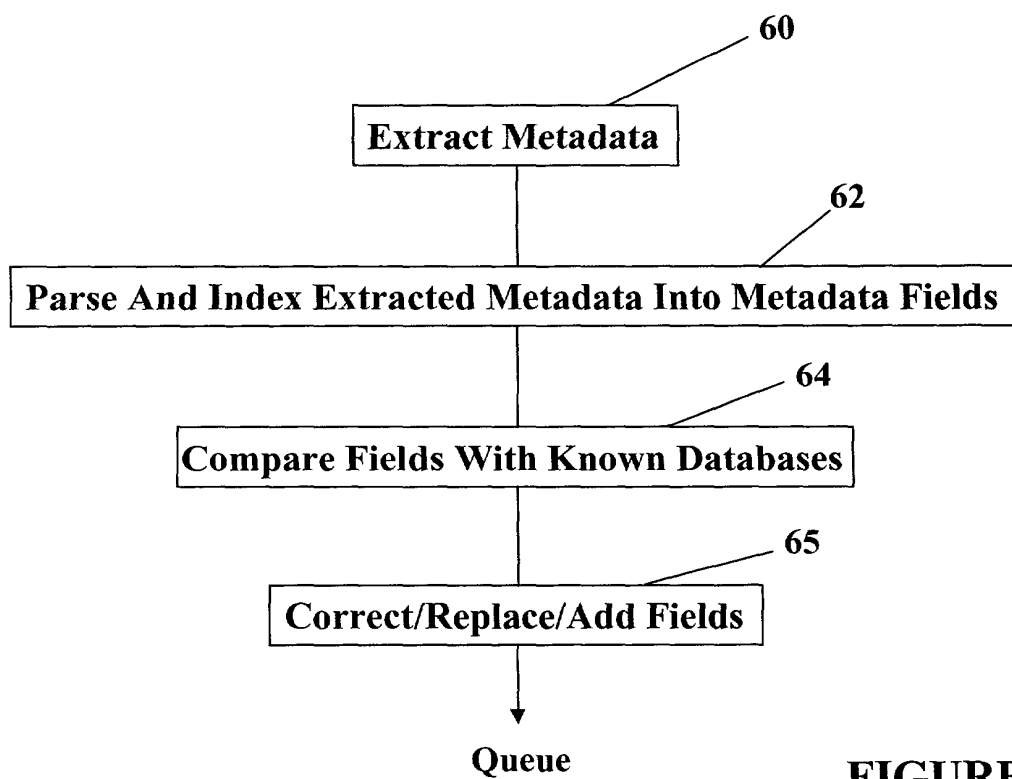 60
Extract Metadata
62
Parse And Index Extracted Metadata Into Metadata Fields
64
Compare Fields With Known Databases
65
Correct/Replace/Add Fields
Queue
FIGURE